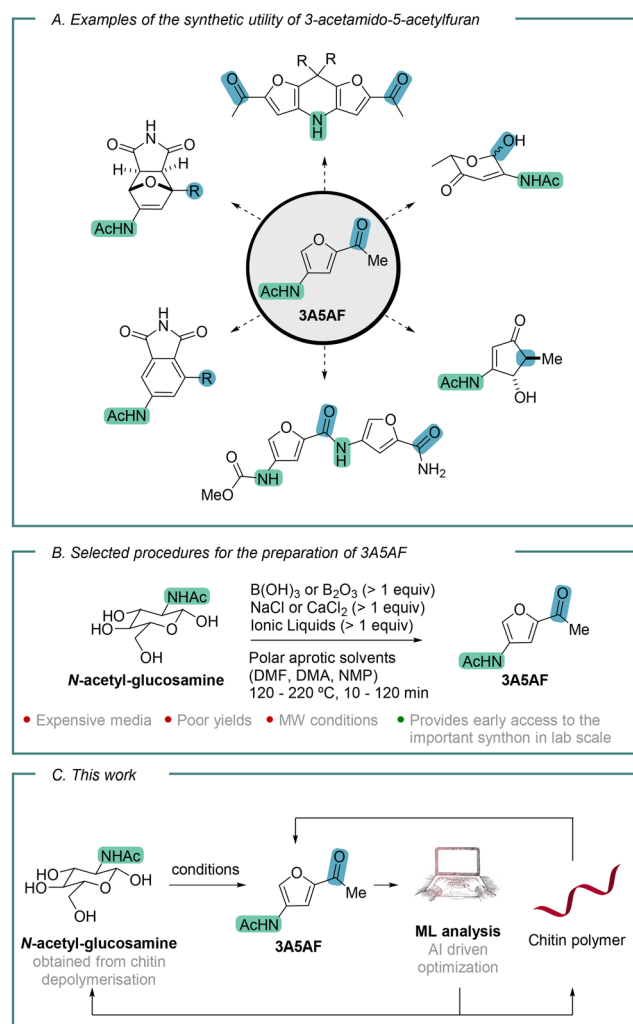 A. Examples of the synthetic utility of 3-acetamido-5-acetylfuran
R R
O O O O
N
H
NH
O O
H H
O
R
AcHN
OH
O
O
NHAc
O
O
Me
AcHN
3A5AF
NH
O O
R
AcHN
O
Me
AcHN
OH
O
O
O
N
H
O
O
NH2
O
NH
MeO
B. Selected procedures for the preparation of 3A5AF
NHAc
HO
HO
O
OH
OH
N-acetyl-glucosamine
B(OH)3 or B2O3 (> 1 equiv)
NaCl or CaCl2 (> 1 equiv)
Ionic Liquids (> 1 equiv)
Polar aprotic solvents
(DMF, DMA, NMP)
120 - 220 ºC, 10 - 120 min
O
O
Me
AcHN
3A5AF
• Expensive media • Poor yields • MW conditions • Provides early access to the
important synthon in lab scale
C. This work
NHAc
HO
HO
O
OH
OH
N-acetyl-glucosamine
obtained from chitin
depolymerisation
conditions
O
O
Me
AcHN
3A5AF
ML analysis
AI driven
optimization
Chitin polymer